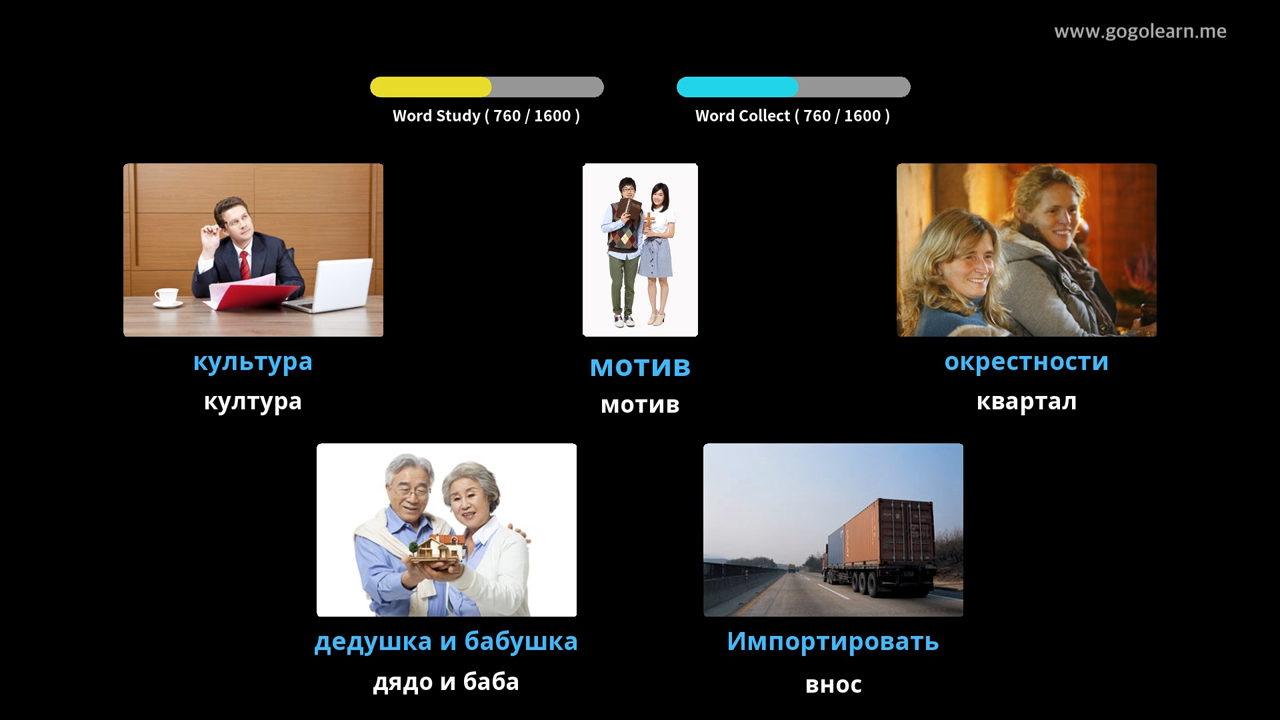 www.gogolearn.me
Word Study ( 760 / 1600 )
Word Collect ( 760 / 1600 )
культура
култура
мотив
мотив
окрестности
квартал
дедушка и бабушка
дядо и баба
Импортировать
внос